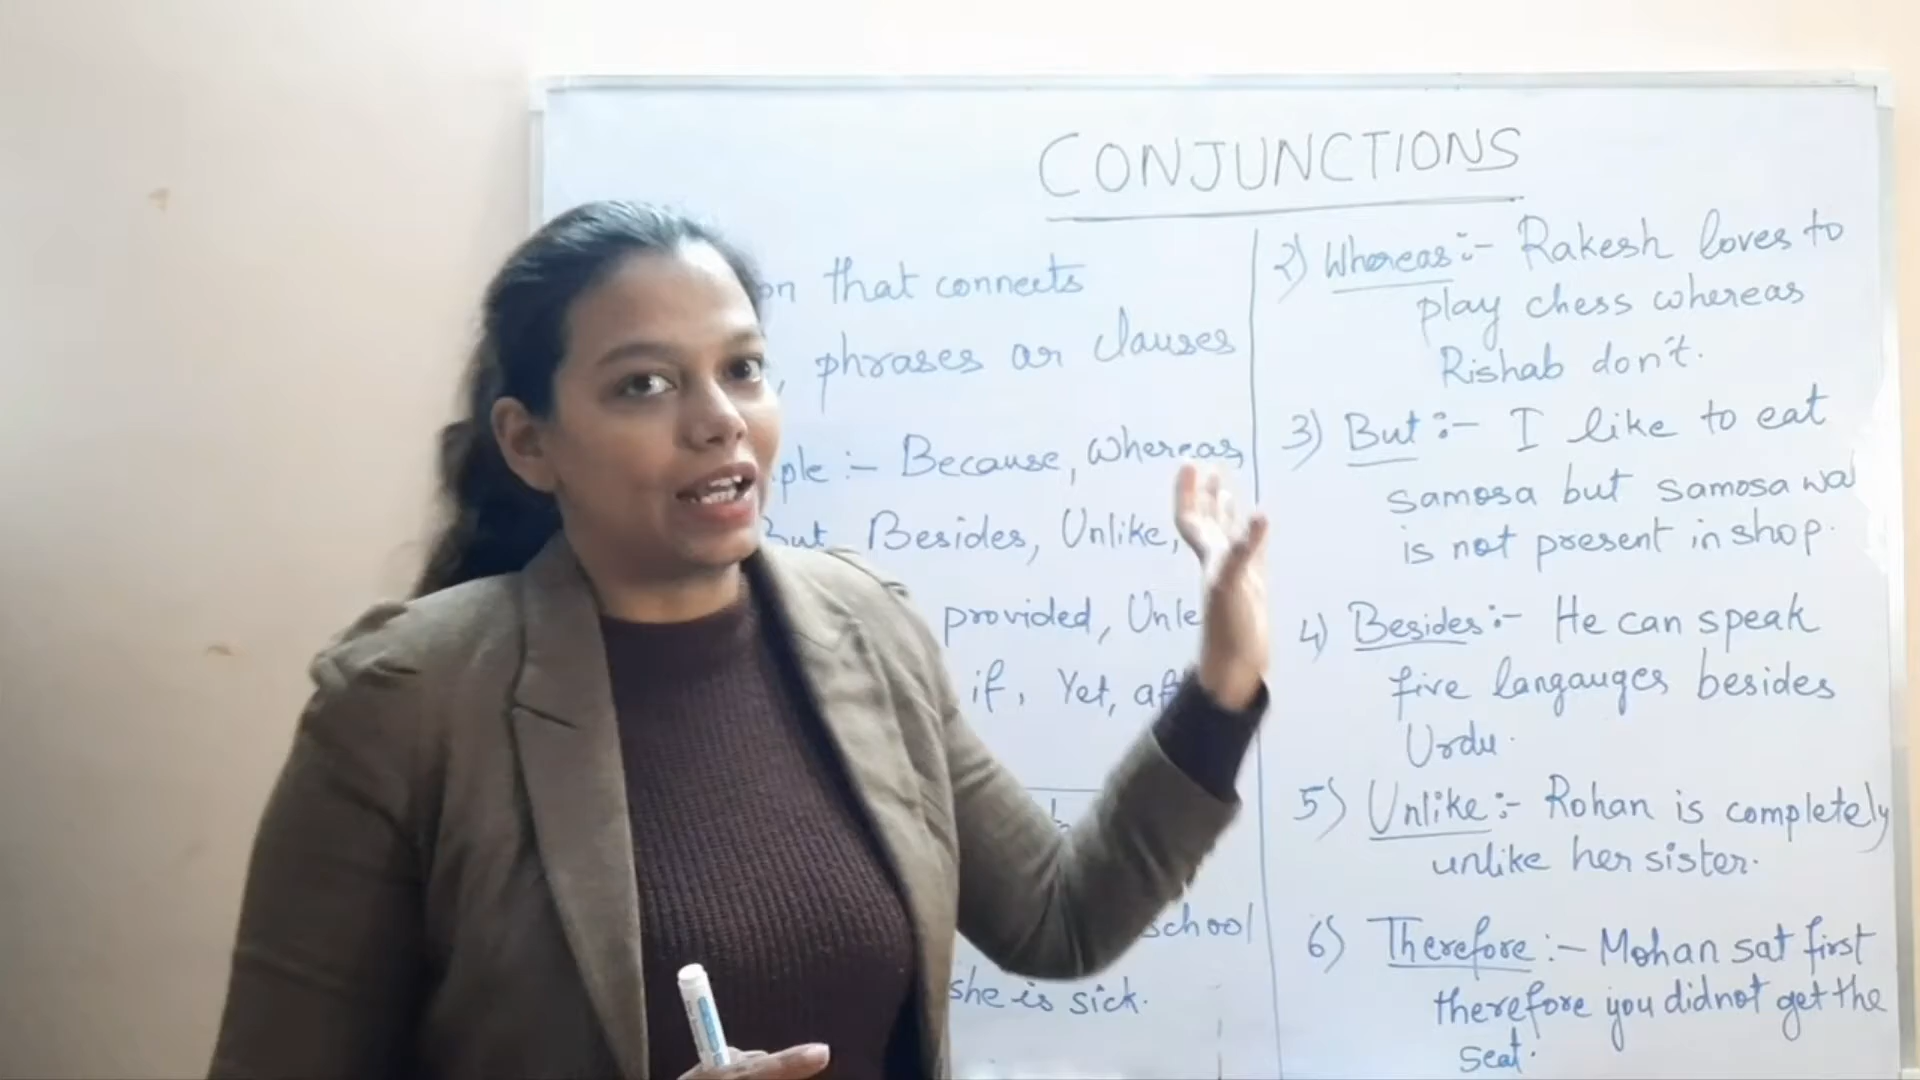 CONJUNCTIONS
on that connects
, phrases or clauses
ple :- Because, Whereas,
But Besides, Unlike,
provided, Unle
if, Yet, af
school
she is sick.
2) Whereas :- Rakesh loves to
play chess whereas
Rishab don't.
3) But :- I like to eat
samosa but samosa wa
is not present in shop.
4) Besides :- He can speak
five langauges besides
Urdu.
5) Unlike :- Rohan is completely
unlike her sister.
6) Therefore :- Mohan sat first
therefore you didnot get the
seat.